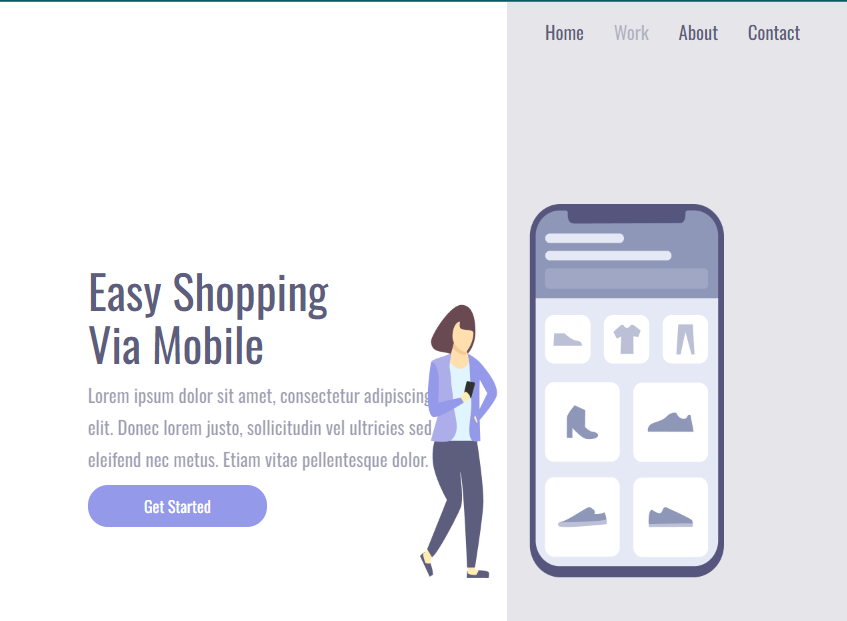 Home Work About Contact
Easy Shopping
Via Mobile
Lorem ipsum dolor sit amet, consectetur adipiscing
elit. Donec lorem justo, sollicitudin vel ultricies sed
eleifend nec metus. Etiam vitae pellentesque dolor.
Get Started